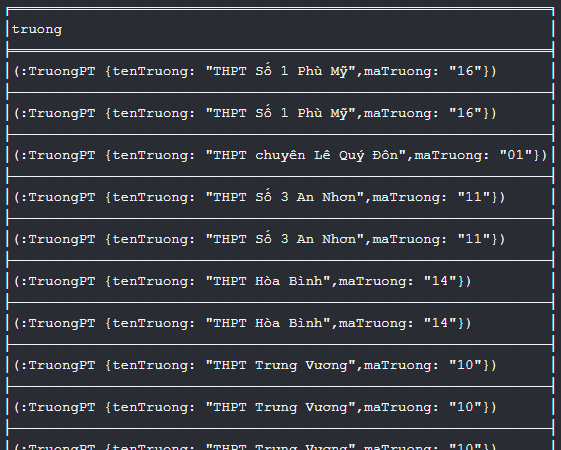 truong
(:TruongPT {tenTruong: "THPT Số 1 Phù Mỹ",maTruong: "16"})
(:TruongPT {tenTruong: "THPT Số 1 Phù Mỹ",maTruong: "16"})
(:TruongPT {tenTruong: "THPT chuyên Lê Quý Đôn",maTruong: "01"})
(:TruongPT {tenTruong: "THPT Số 3 An Nhơn",maTruong: "11"})
(:TruongPT {tenTruong: "THPT Số 3 An Nhơn",maTruong: "11"})
(:TruongPT {tenTruong: "THPT Hòa Bình",maTruong: "14"})
(:TruongPT {tenTruong: "THPT Hòa Bình",maTruong: "14"})
(:TruongPT {tenTruong: "THPT Trưng Vương",maTruong: "10"})
(:TruongPT {tenTruong: "THPT Trưng Vương",maTruong: "10"})
(:TruongPT {tenTruong: "THPT Trưng Vương",maTruong: "10"})